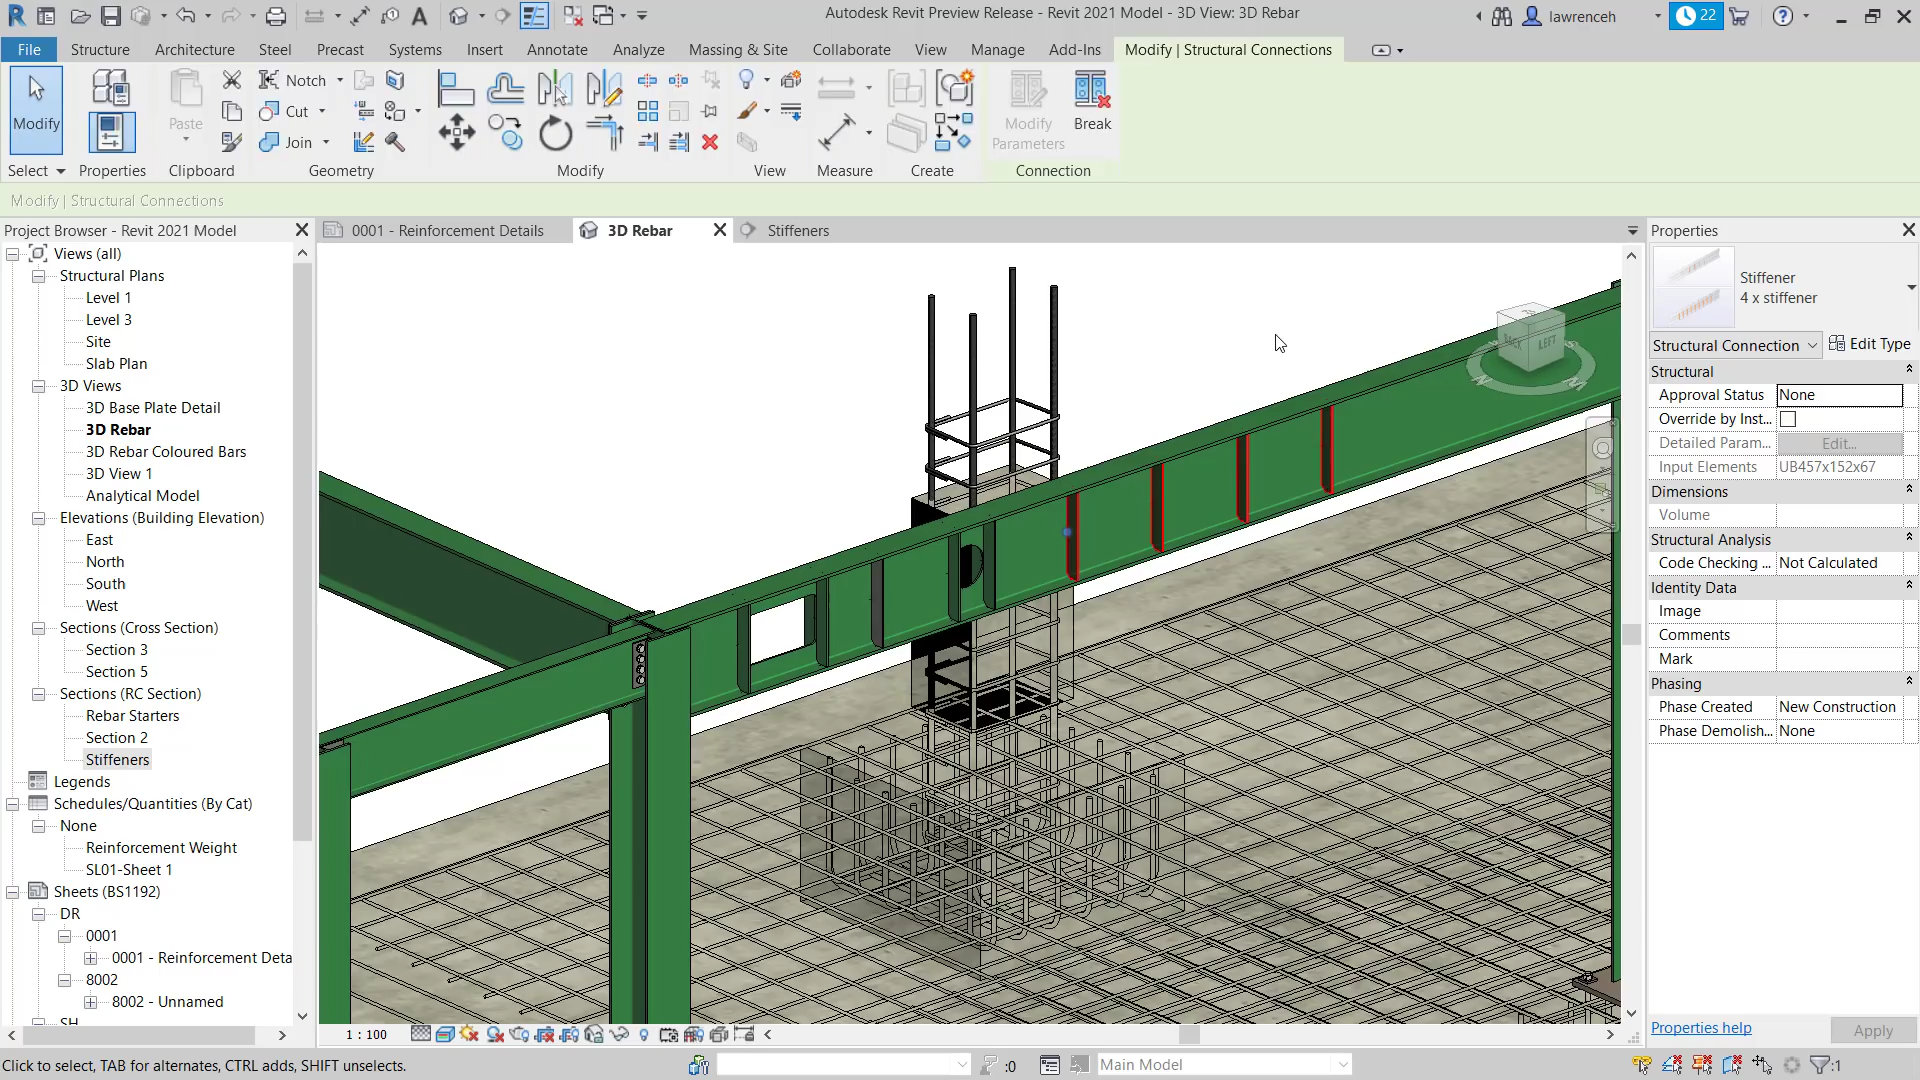 Autodesk Revit Preview Release - Revit 2021 Model - 3D View: 3D Rebar
lawrenceh
22
File
Structure
Architecture
Steel
Precast
Systems
Insert
Annotate
Analyze
Massing & Site
Collaborate
View
Manage
Add-Ins
Modify | Structural Connections
Modify
Paste
Notch
Cut
Join
Modify
Parameters
Break
Select
Properties
Clipboard
Geometry
Modify
View
Measure
Create
Connection
Modify | Structural Connections
Project Browser - Revit 2021 Model
Views (all)
Structural Plans
Level 1
Level 3
Site
Slab Plan
3D Views
3D Base Plate Detail
3D Rebar
3D Rebar Coloured Bars
3D View 1
Analytical Model
Elevations (Building Elevation)
East
North
South
West
Sections (Cross Section)
Section 3
Section 5
Sections (RC Section)
Rebar Starters
Section 2
Stiffeners
Legends
Schedules/Quantities (By Cat)
None
Reinforcement Weight
SL01-Sheet 1
Sheets (BS1192)
DR
0001
0001 - Reinforcement Deta
8002
8002 - Unnamed
SH
0001 - Reinforcement Details
3D Rebar
Stiffeners
BACK
LEFT
1 : 100
Properties
Stiffener
4 x stiffener
Structural Connection
Edit Type
Structural
Approval Status
None
Override by Inst...
Detailed Param...
Edit...
Input Elements
UB457x152x67
Dimensions
Volume
Structural Analysis
Code Checking ...
Not Calculated
Identity Data
Image
Comments
Mark
Phasing
Phase Created
New Construction
Phase Demolish...
None
Properties help
Apply
Click to select, TAB for alternates, CTRL adds, SHIFT unselects.
:0
Main Model
:1